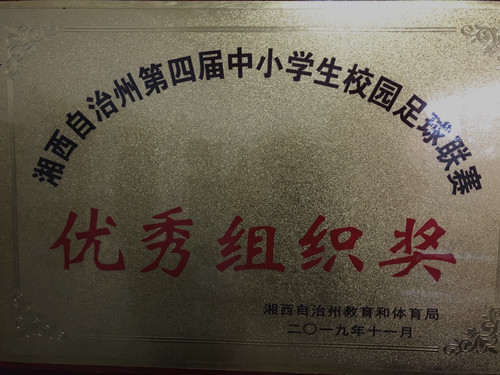 湘西自治州第四届中小学生校园足球联赛
优秀组织奖
湘西自治州教育和体育局
二〇一九年十一月